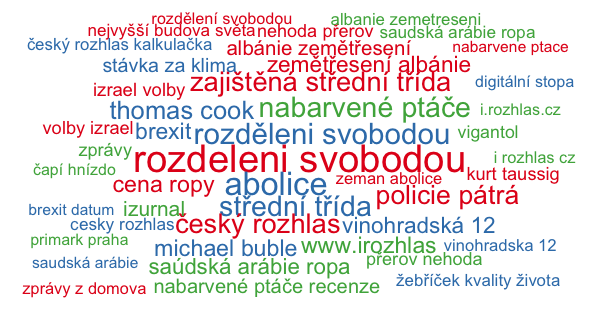 rozdělení svobodou albanie zemetreseni
nejvyšší budova světa nehoda přerov saudská arábie ropa
český rozhlas kalkulačka albánie zemětřesení nabarvene ptace
stávka za klima zemětřesení albánie
izrael volby zajištěná střední třída digitální stopa
thomas cook nabarvené ptáče i.rozhlas.cz
volby izrael brexit rozděleni svobodou vigantol
zprávy rozdeleni svobodou i rozhlas cz
čapí hnízdo abolice zeman abolice kurt taussig
cena ropy policie pátrá
brexit datum izurnal střední třída
cesky rozhlas česky rozhlas vinohradská 12
primark praha michael buble www.irozhlas vinohradska 12
saudská arábie saúdská arábie ropa přerov nehoda
zprávy z domova nabarvené ptáče recenze žebříček kvality života